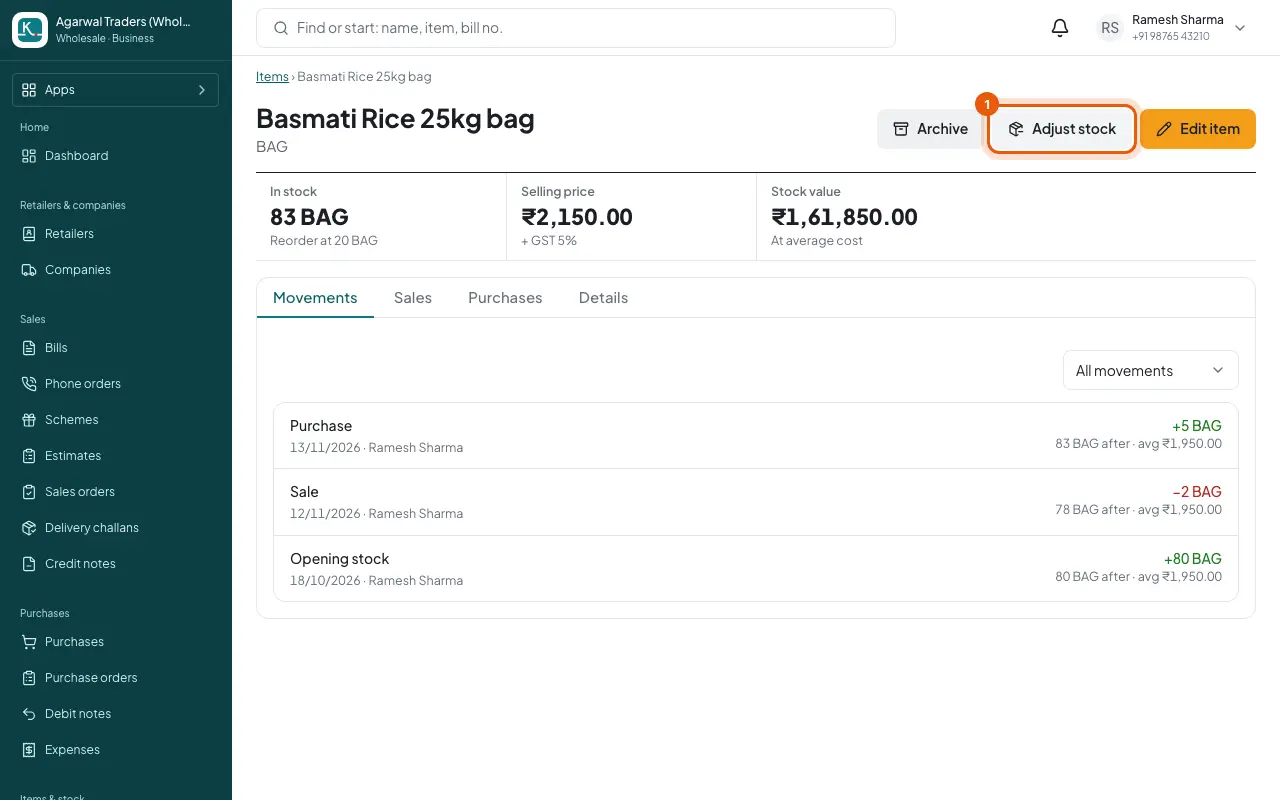 Agarwal Traders (Whol...
Wholesale · Business
Apps
Home
Dashboard
Retailers & companies
Retailers
Companies
Sales
Bills
Phone orders
Schemes
Estimates
Sales orders
Delivery challans
Credit notes
Purchases
Purchases
Purchase orders
Debit notes
Expenses
Items & stock
Find or start: name, item, bill no.
RS
Ramesh Sharma
+91 98765 43210
Items › Basmati Rice 25kg bag
Basmati Rice 25kg bag
BAG
Archive
1
Adjust stock
Edit item
In stock
83 BAG
Reorder at 20 BAG
Selling price
₹2,150.00
+ GST 5%
Stock value
₹1,61,850.00
At average cost
Movements
Sales
Purchases
Details
All movements
Purchase
+5 BAG
13/11/2026 · Ramesh Sharma
83 BAG after · avg ₹1,950.00
Sale
−2 BAG
12/11/2026 · Ramesh Sharma
78 BAG after · avg ₹1,950.00
Opening stock
+80 BAG
18/10/2026 · Ramesh Sharma
80 BAG after · avg ₹1,950.00